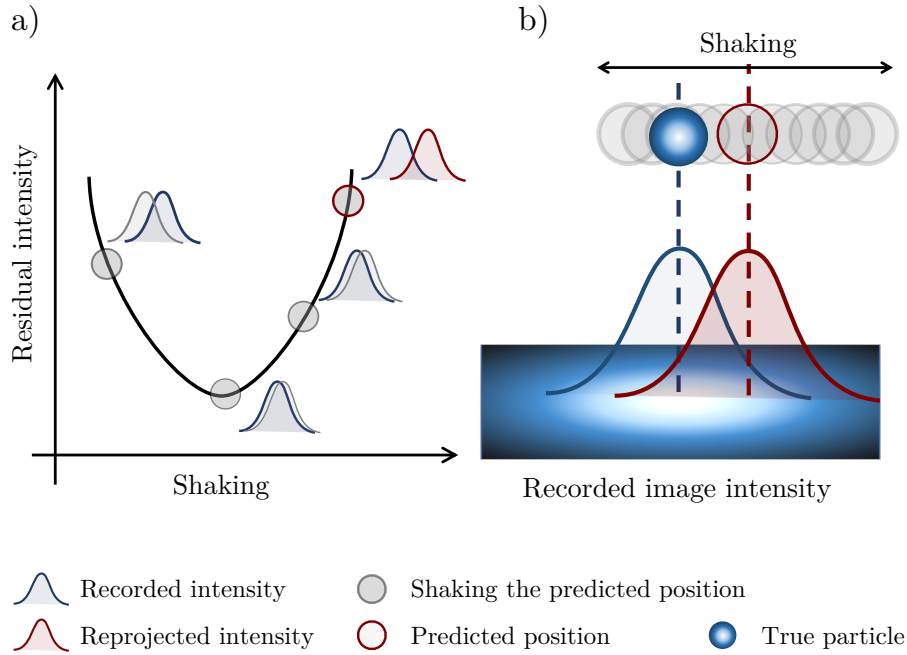 a)
b)
Shaking
Residual intensity
Shaking
Recorded image intensity
Recorded intensity
Shaking the predicted position
Reprojected intensity
Predicted position
True particle